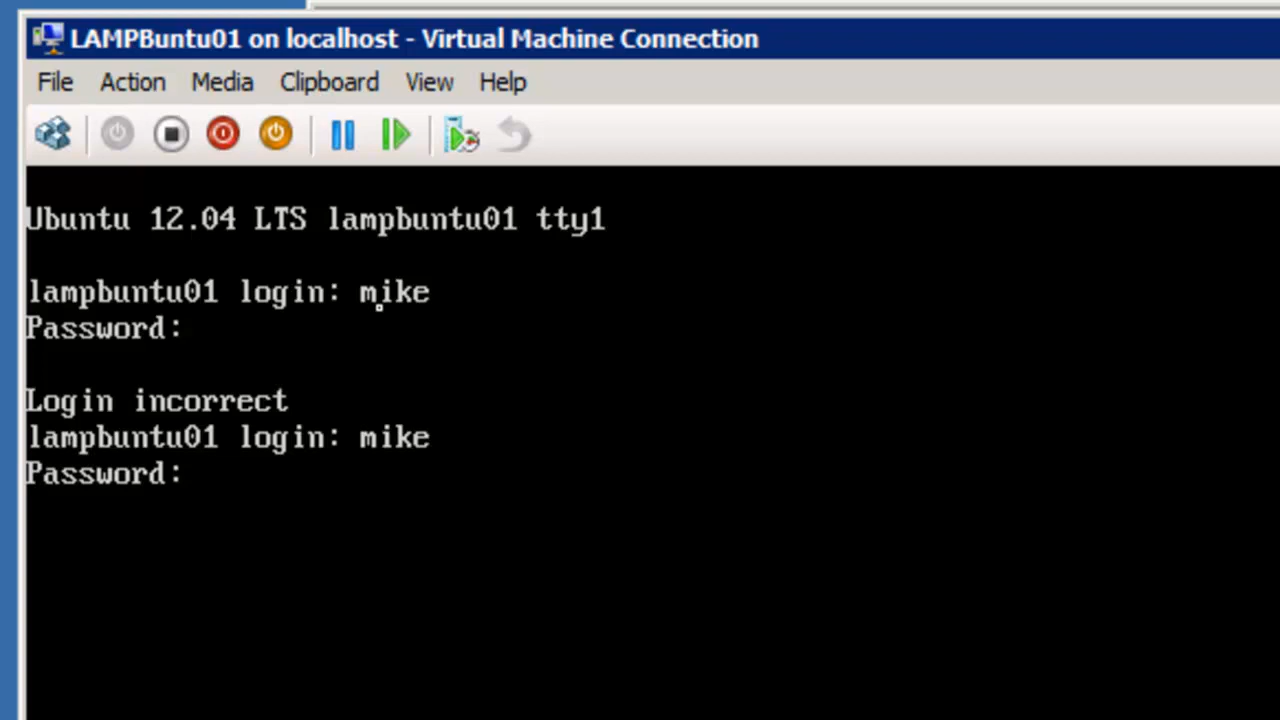 LAMPBuntu01 on localhost - Virtual Machine Connection
File Action Media Clipboard View Help
Ubuntu 12.04 LTS lampbuntu01 tty1
lampbuntu01 login: mike
Password:
Login incorrect
lampbuntu01 login: mike
Password: